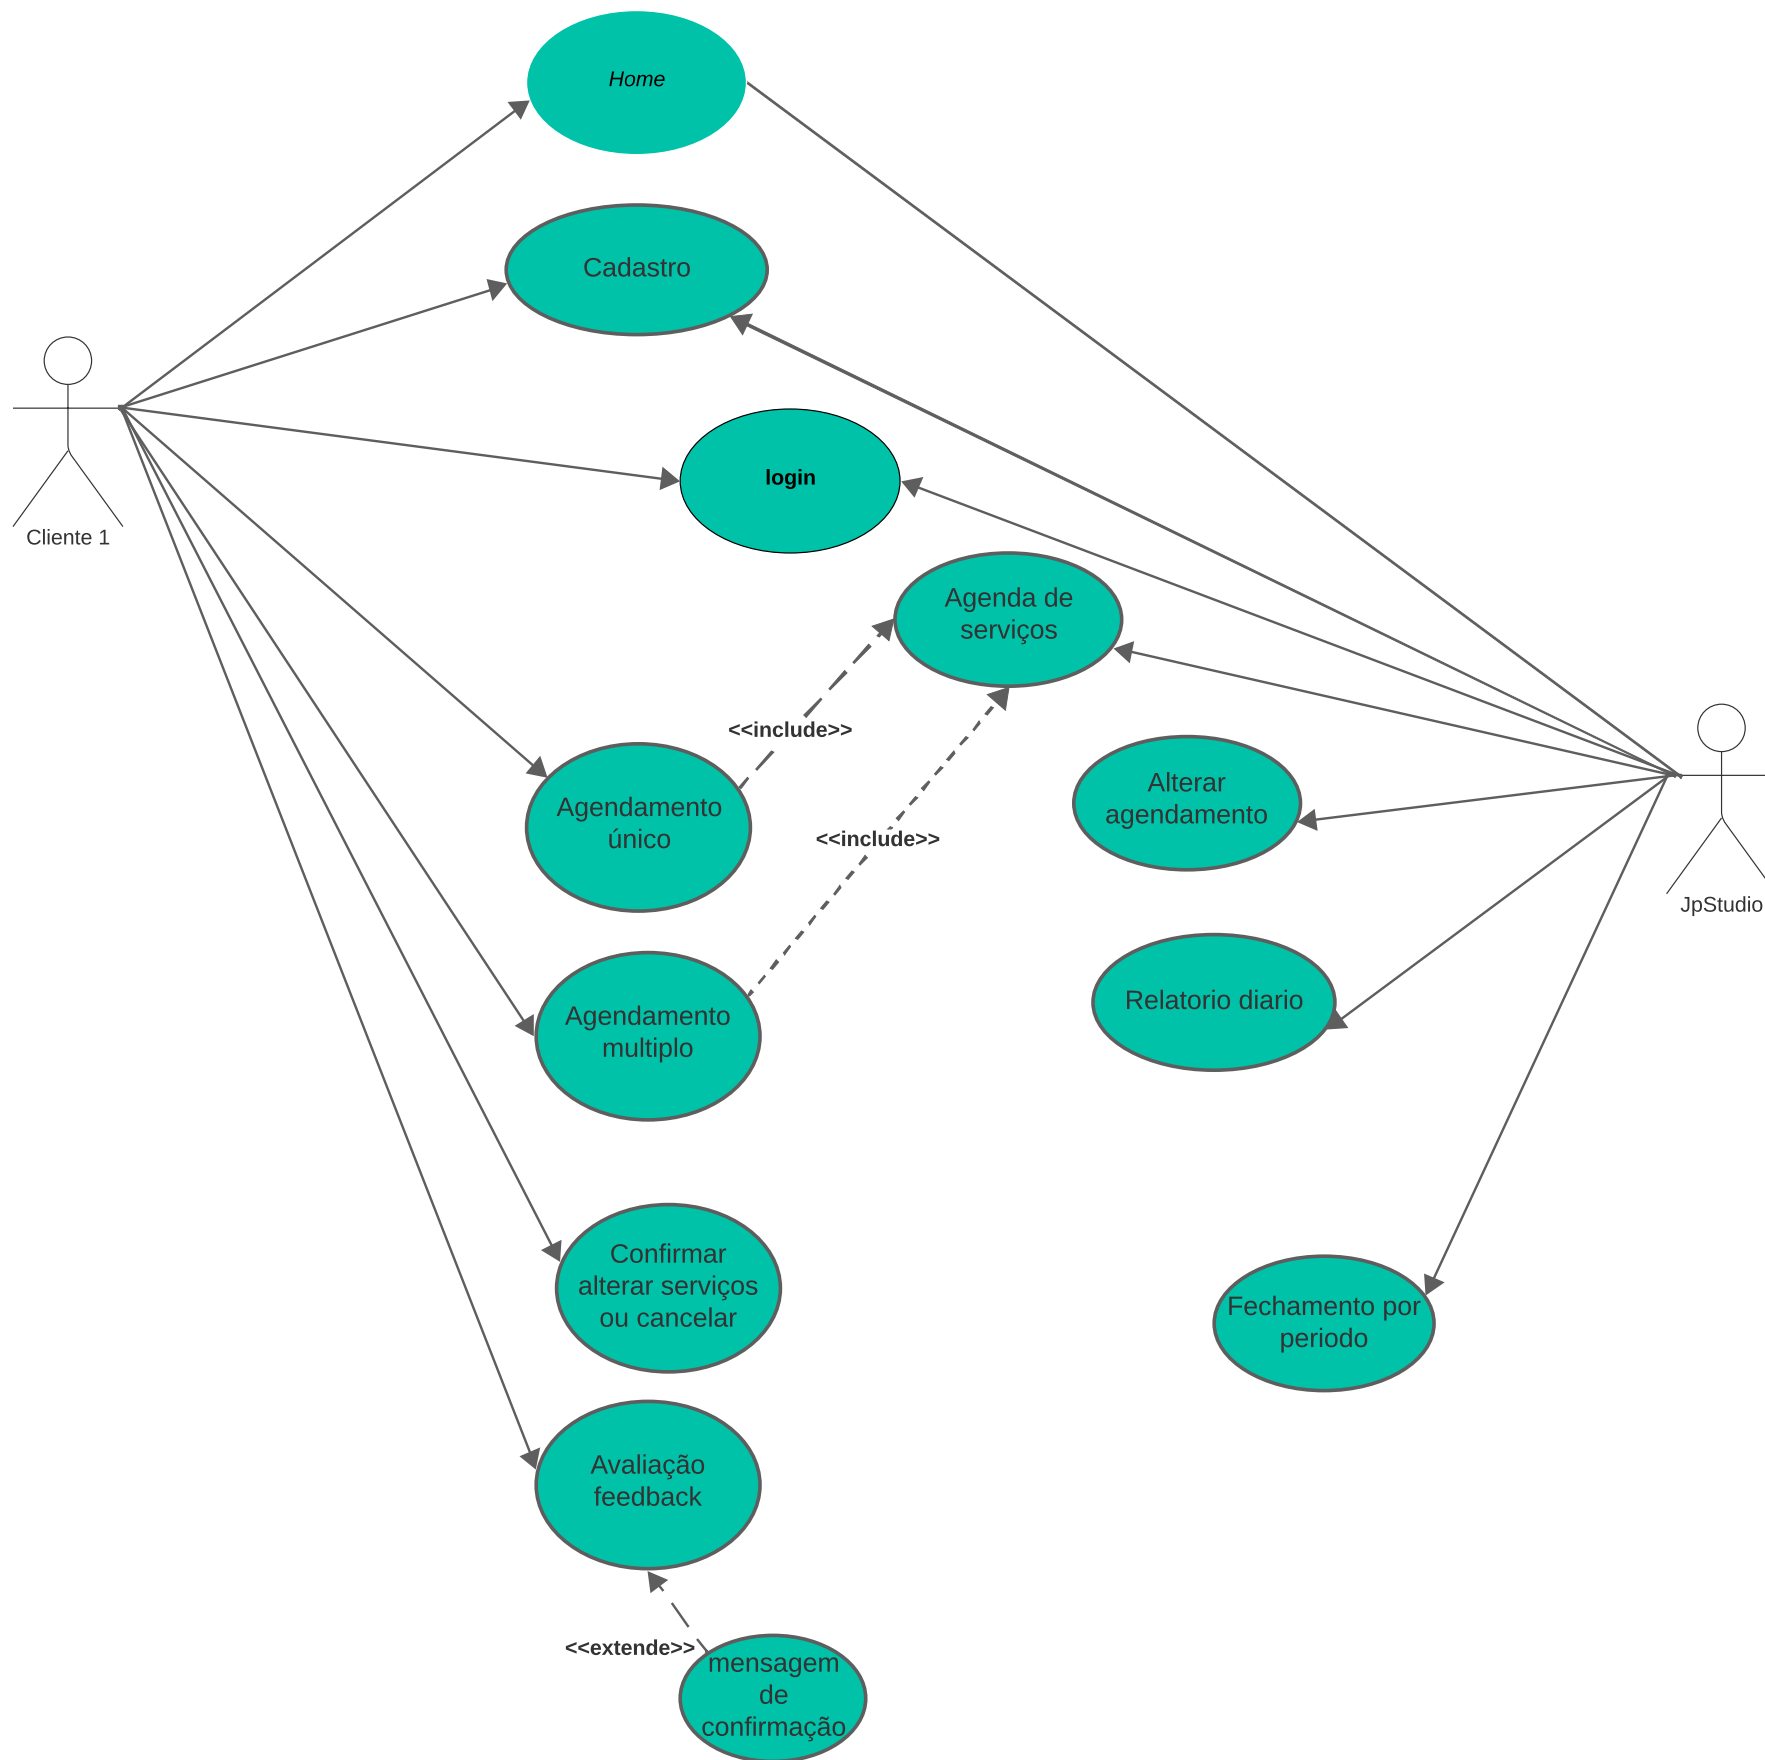 Home
Cadastro
login
Cliente 1
Agenda de
serviços
<<include>>
Agendamento
único
Alterar
agendamento
<<include>>
JpStudio
Relatorio diario
Agendamento
multiplo
Confirmar
alterar serviços
ou cancelar
Fechamento por
periodo
Avaliação
feedback
<<extende>>
mensagem
de
confirmação